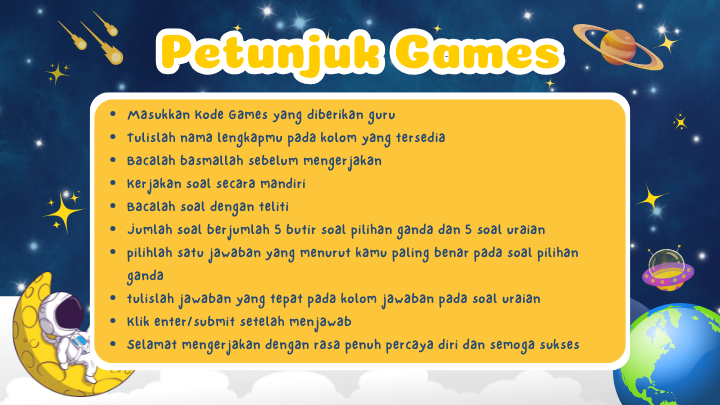 Petunjuk Games
• Masukkan Kode Games yang diberikan guru
• Tulislah nama lengkapmu pada kolom yang tersedia
• Bacalah basmallah sebelum mengerjakan
• Kerjakan soal secara mandiri
• Bacalah soal dengan teliti
• Jumlah soal berjumlah 5 butir soal pilihan ganda dan 5 soal uraian
• pilihlah satu jawaban yang menurut kamu paling benar pada soal pilihan
ganda
• tulislah jawaban yang tepat pada kolom jawaban pada soal uraian
• Klik enter/submit setelah menjawab
• Selamat mengerjakan dengan rasa penuh percaya diri dan semoga sukses